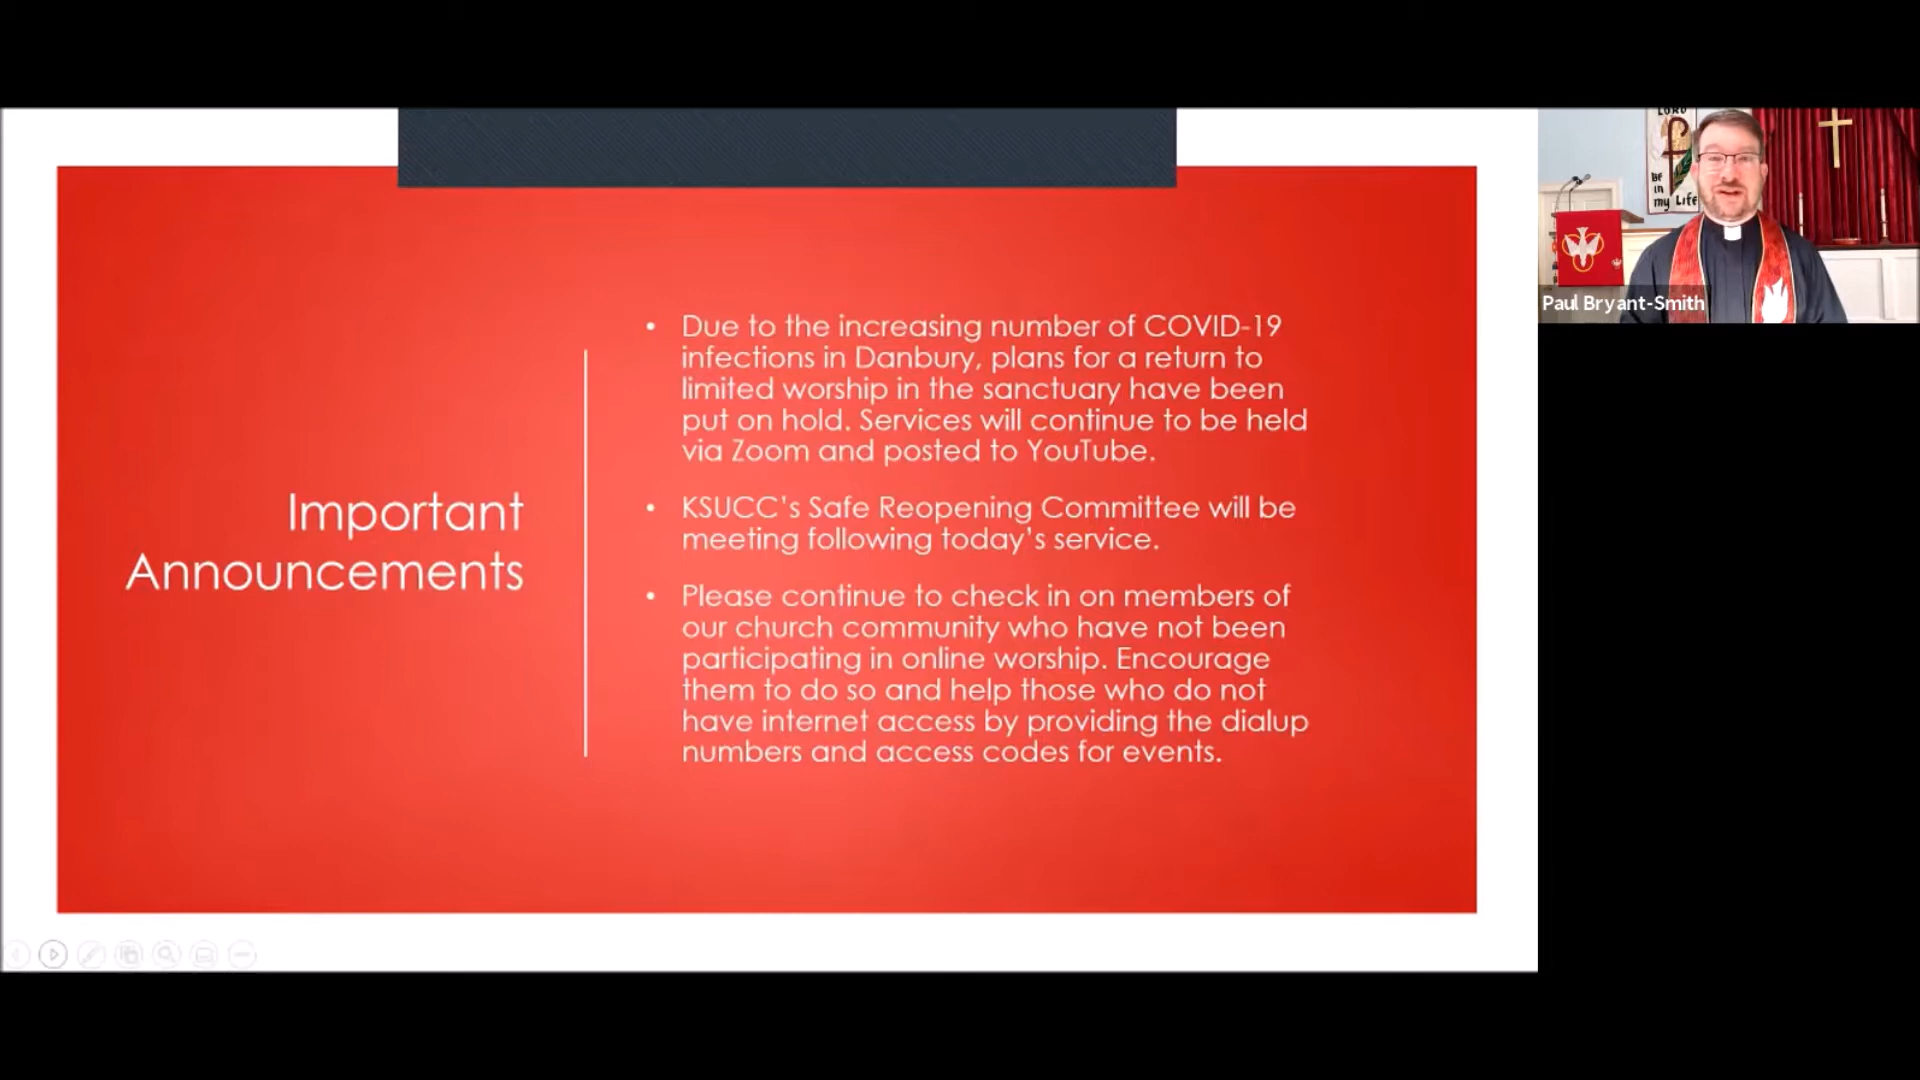 Important
Announcements
• Due to the increasing number of COVID-19
infections in Danbury, plans for a return to
limited worship in the sanctuary have been
put on hold. Services will continue to be held
via Zoom and posted to YouTube.
• KSUCC's Safe Reopening Committee will be
meeting following today's service.
• Please continue to check in on members of
our church community who have not been
participating in online worship. Encourage
them to do so and help those who do not
have internet access by providing the dialup
numbers and access codes for events.
LORD
Be
in
my Life
Paul Bryant-Smith